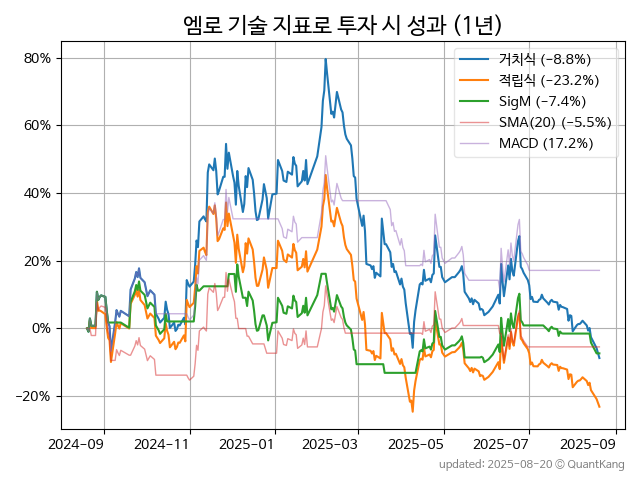 엠로 기술 지표로 투자 시 성과 (1년)
80%
60%
40%
20%
0%
−20%
거치식 (−8.8%)
적립식 (−23.2%)
SigM (−7.4%)
SMA(20) (−5.5%)
MACD (17.2%)
2024-09
2024-11
2025-01
2025-03
2025-05
2025-07
2025-09
updated: 2025-08-20 © QuantKang